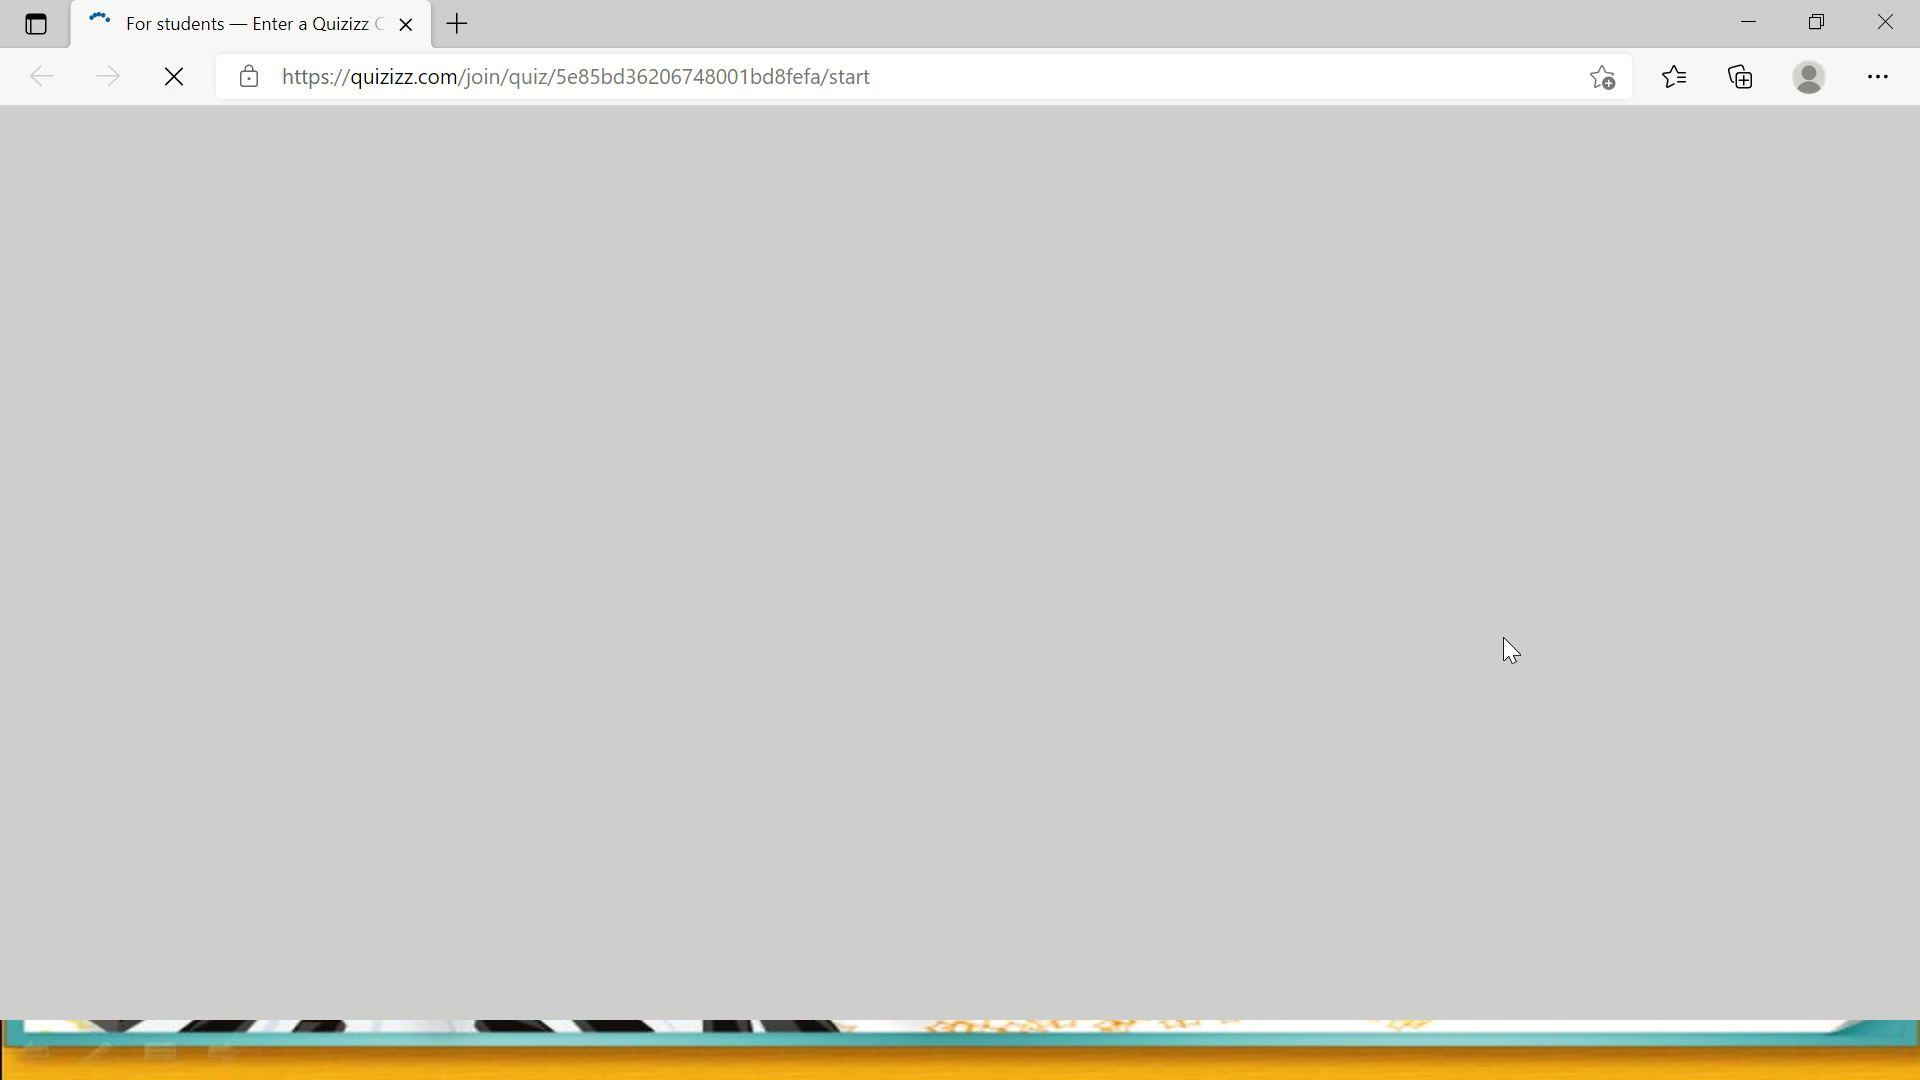 For students — Enter a Quizizz
https://quizizz.com/join/quiz/5e85bd36206748001bd8fefa/start